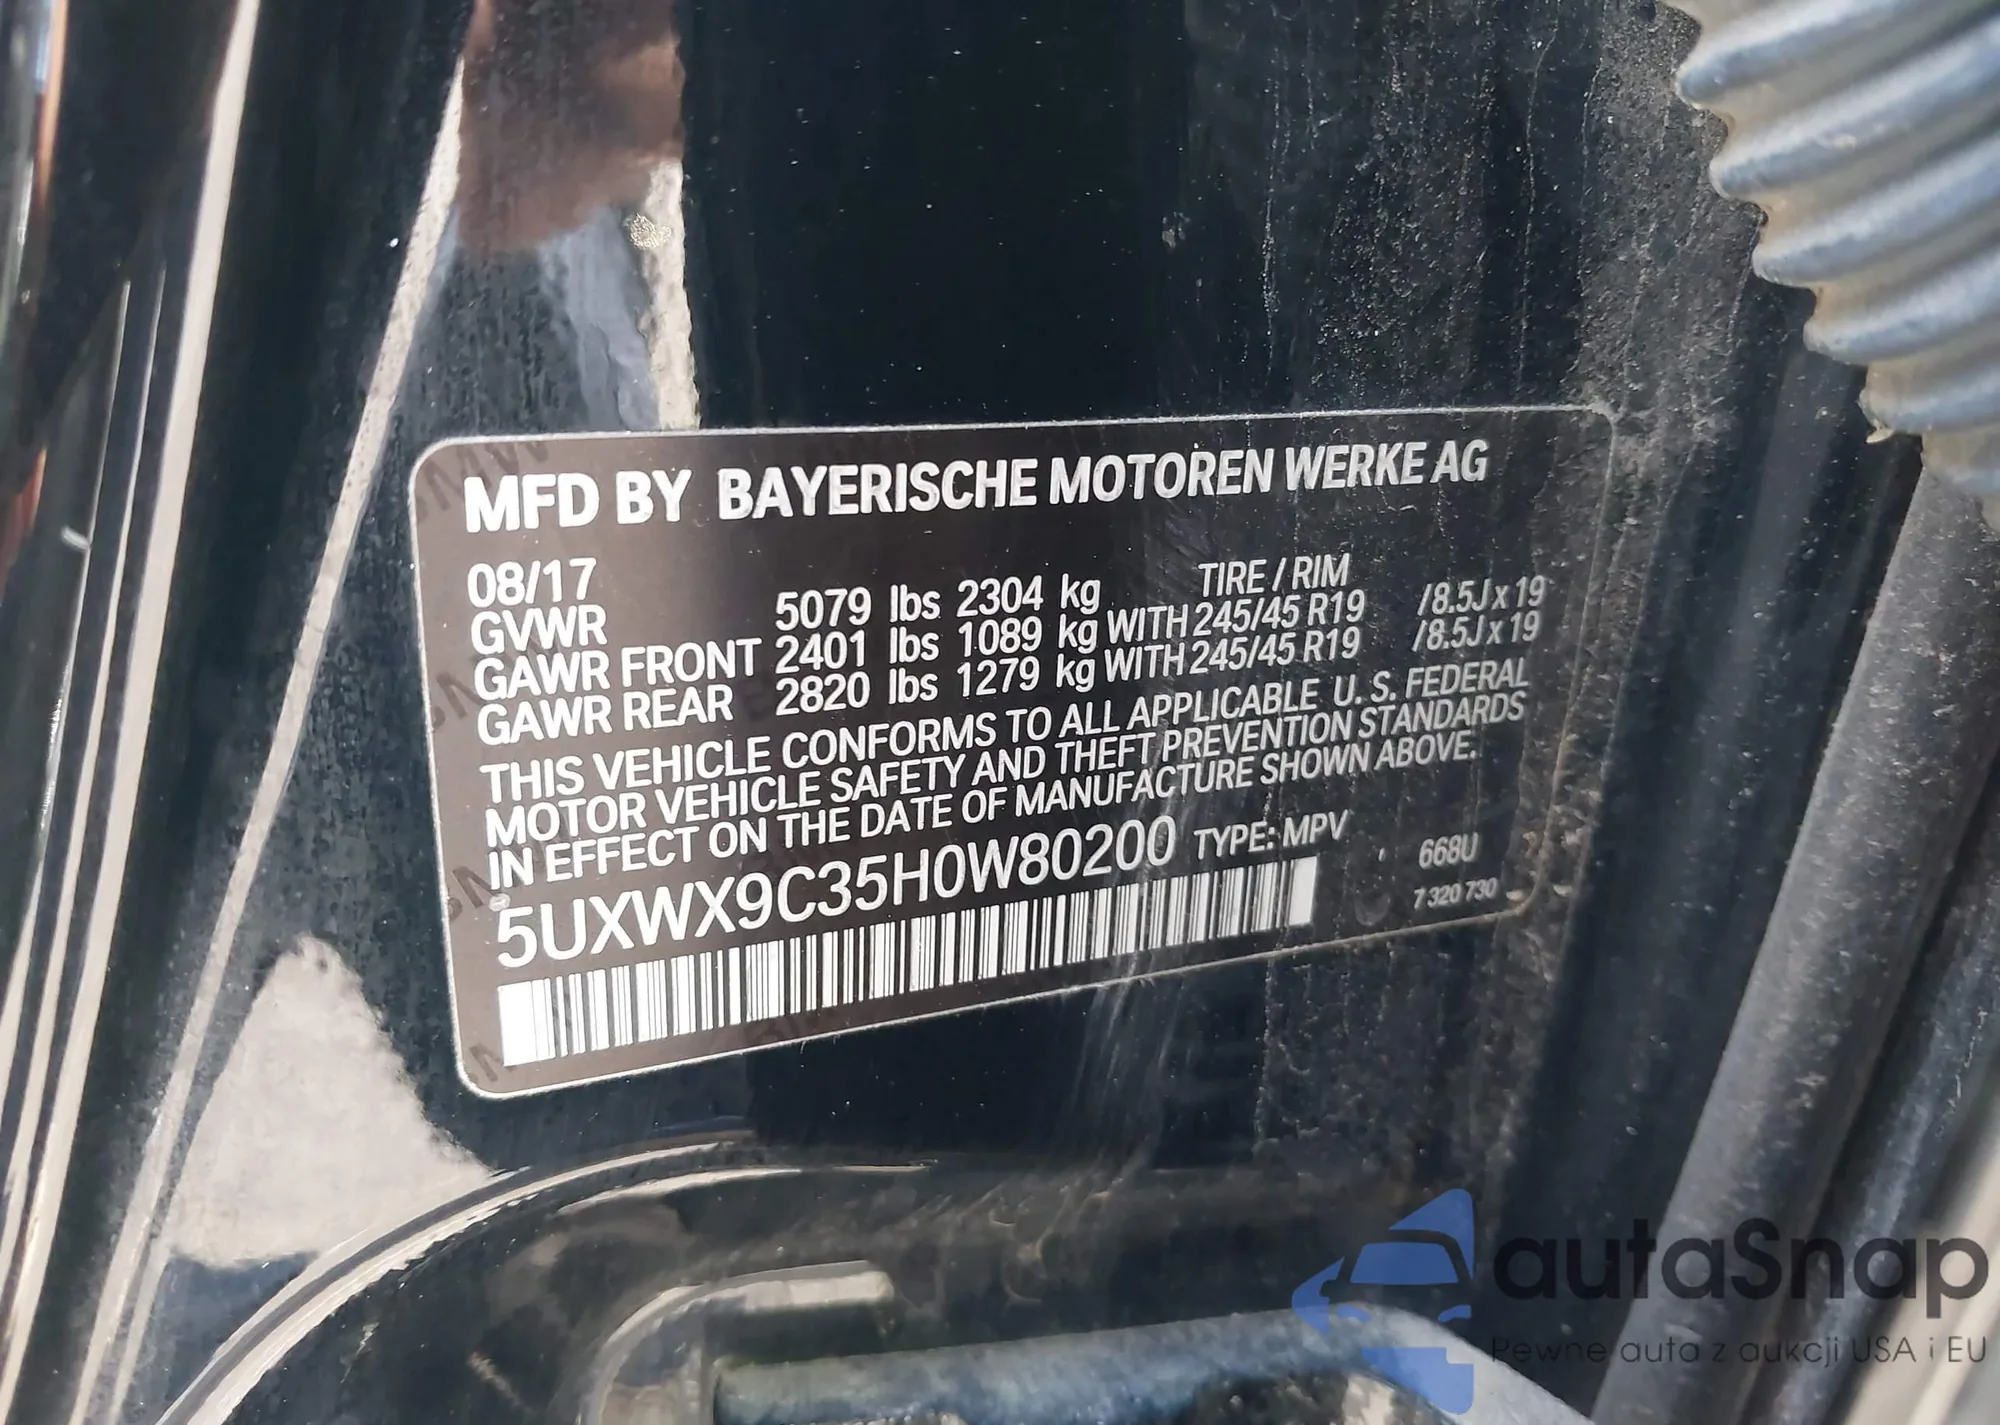 MFD BY BAYERISCHE MOTOREN WERKE AG
08/17 TIRE / RIM
GVWR 5079 lbs 2304 kg
GAWR FRONT 2401 lbs 1089 kg WITH 245/45 R19 /8.5J x 19
GAWR REAR 2820 lbs 1279 kg WITH 245/45 R19 /8.5J x 19
THIS VEHICLE CONFORMS TO ALL APPLICABLE U. S. FEDERAL
MOTOR VEHICLE SAFETY AND THEFT PREVENTION STANDARDS
IN EFFECT ON THE DATE OF MANUFACTURE SHOWN ABOVE.
5UXWX9C35H0W80200 TYPE: MPV 668U
7 320 730
autaSnap
Pewne auta z aukcji USA i EU